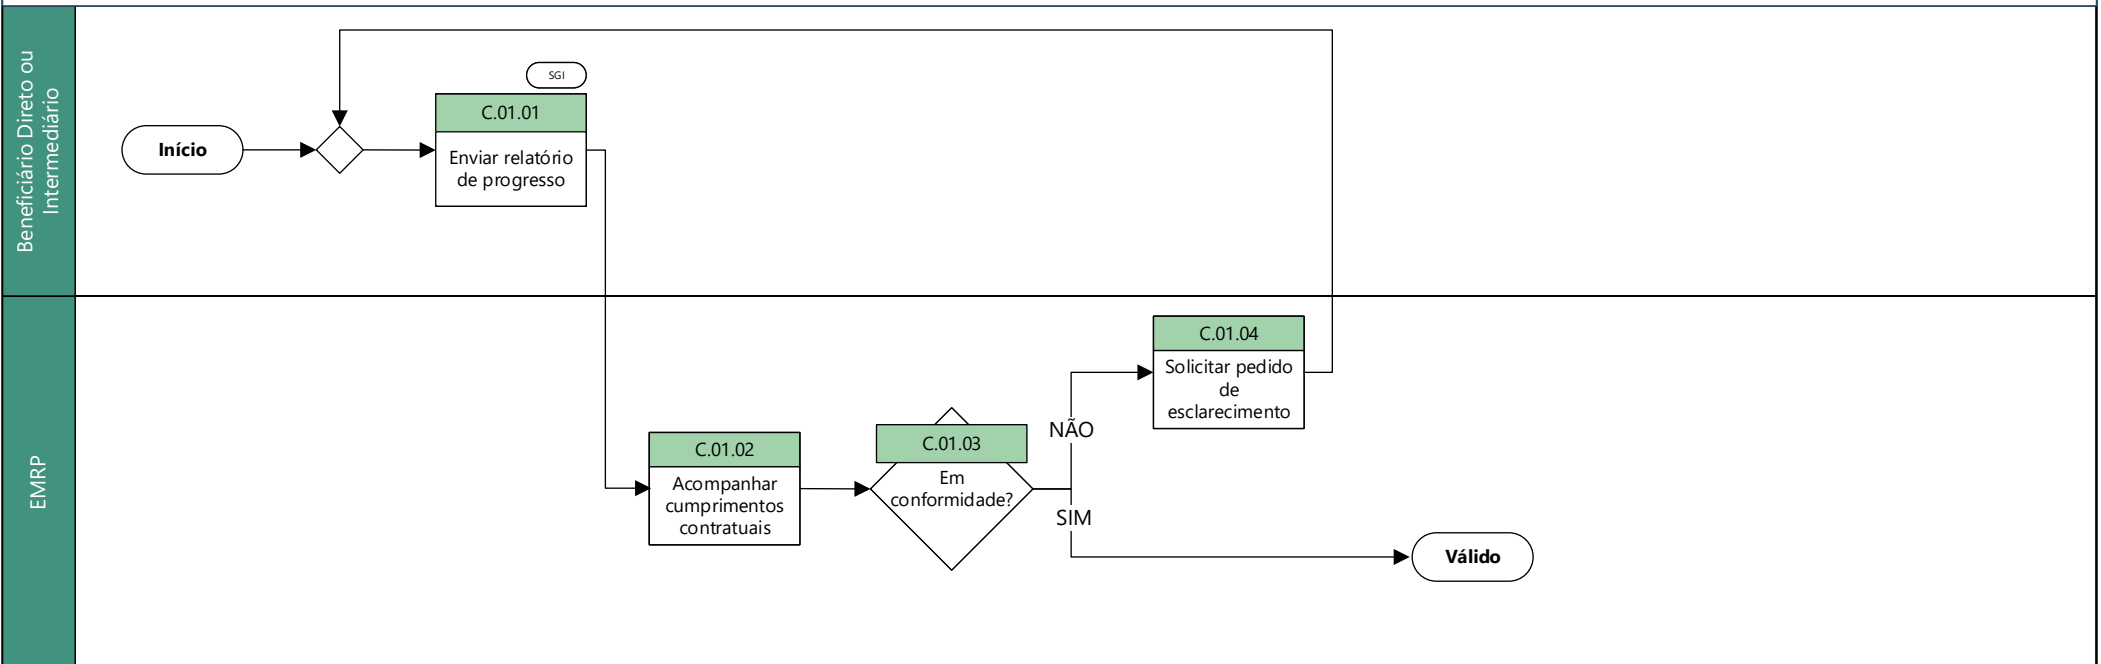 Beneficiário Direto ou
Intermediário
Início
SGI
C.01.01
Enviar relatório
de progresso
EMRP
C.01.02
Acompanhar
cumprimentos
contratuais
C.01.03
Em
conformidade?
NÃO
SIM
C.01.04
Solicitar pedido
de
esclarecimento
Válido